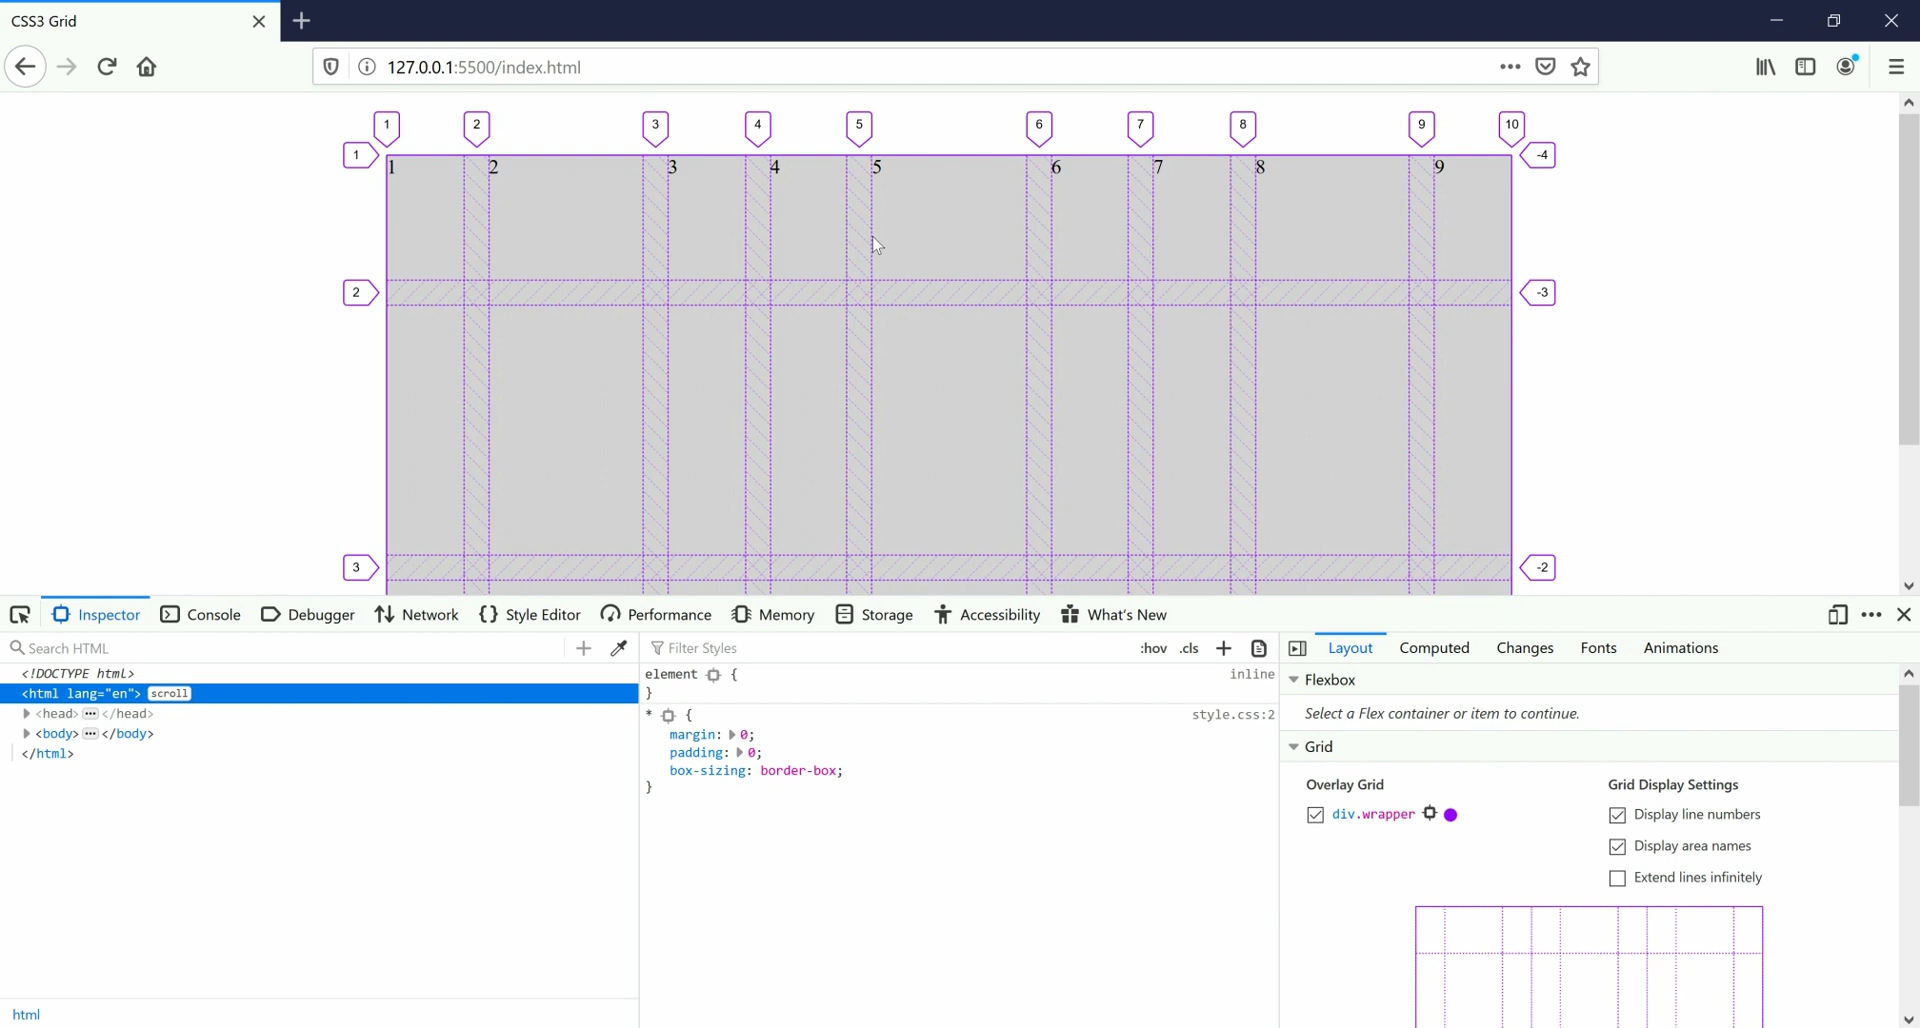 CSS3 Grid
127.0.0.1:5500/index.html
1 2 3 4 5 6 7 8 9 10
1 -4
1 2 3 4 5 6 7 8 9
2 -3
3 -2
Inspector Console Debugger Network Style Editor Performance Memory Storage Accessibility What's New
Search HTML
<!DOCTYPE html>
<html lang="en"> scroll
<head> ••• </head>
<body> ••• </body>
</html>
html
Filter Styles :hov .cls +
element { inline
}
* { style.css:2
margin: 0;
padding: 0;
box-sizing: border-box;
}
Layout Computed Changes Fonts Animations
Flexbox
Select a Flex container or item to continue.
Grid
Overlay Grid
div.wrapper
Grid Display Settings
Display line numbers
Display area names
Extend lines infinitely